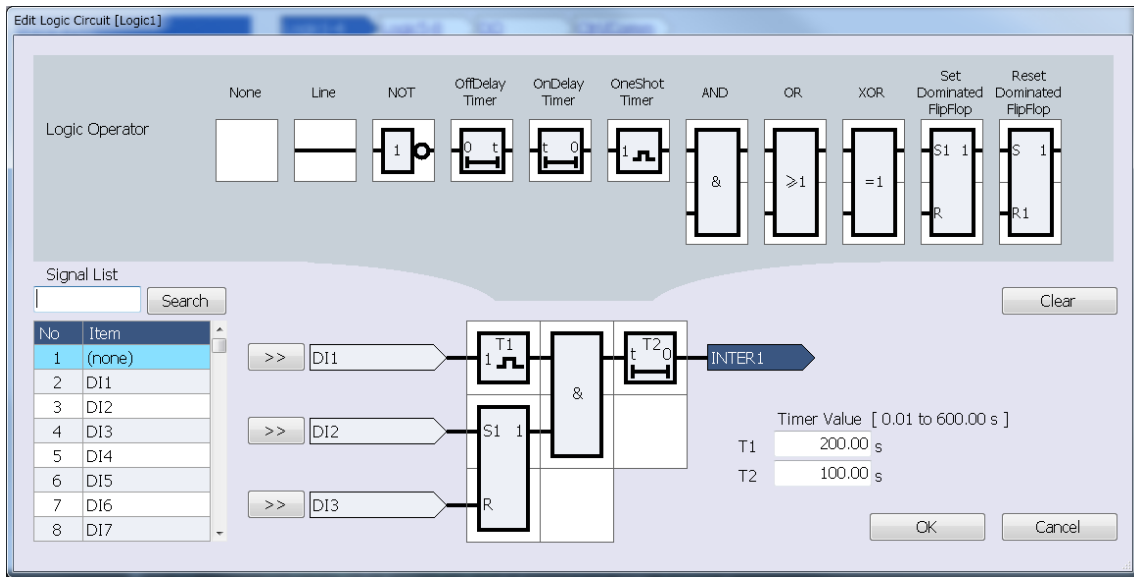 Edit Logic Circuit [Logic1]
Logic Operator
None
Line
NOT
OffDelay
Timer
OnDelay
Timer
OneShot
Timer
AND
OR
XOR
Set
Dominated
FlipFlop
Reset
Dominated
FlipFlop
1
0 t
t 0
1
&
≥1
=1
S1 1
R
S 1
R1
Signal List
Search
Clear
No Item
1 (none)
2 DI1
3 DI2
4 DI3
5 DI4
6 DI5
7 DI6
8 DI7
>> DI1
>> DI2
>> DI3
T1
1
&
T2
t 0
INTER1
S1 1
R
Timer Value [ 0.01 to 600.00 s ]
T1 200.00 s
T2 100.00 s
OK
Cancel